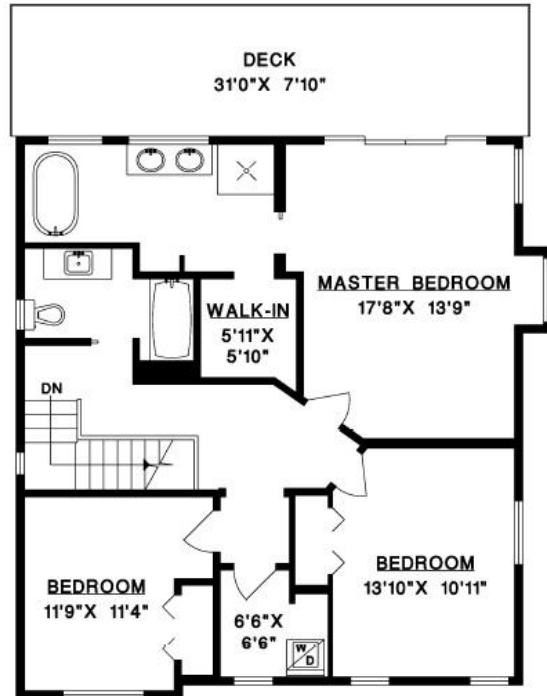 DECK
31'0"X 7'10"
MASTER BEDROOM
17'8"X 13'9"
WALK-IN
5'11"X
5'10"
DN
BEDROOM
13'10"X 10'11"
BEDROOM
11'9"X 11'4"
6'6"X
6'6"
W
D